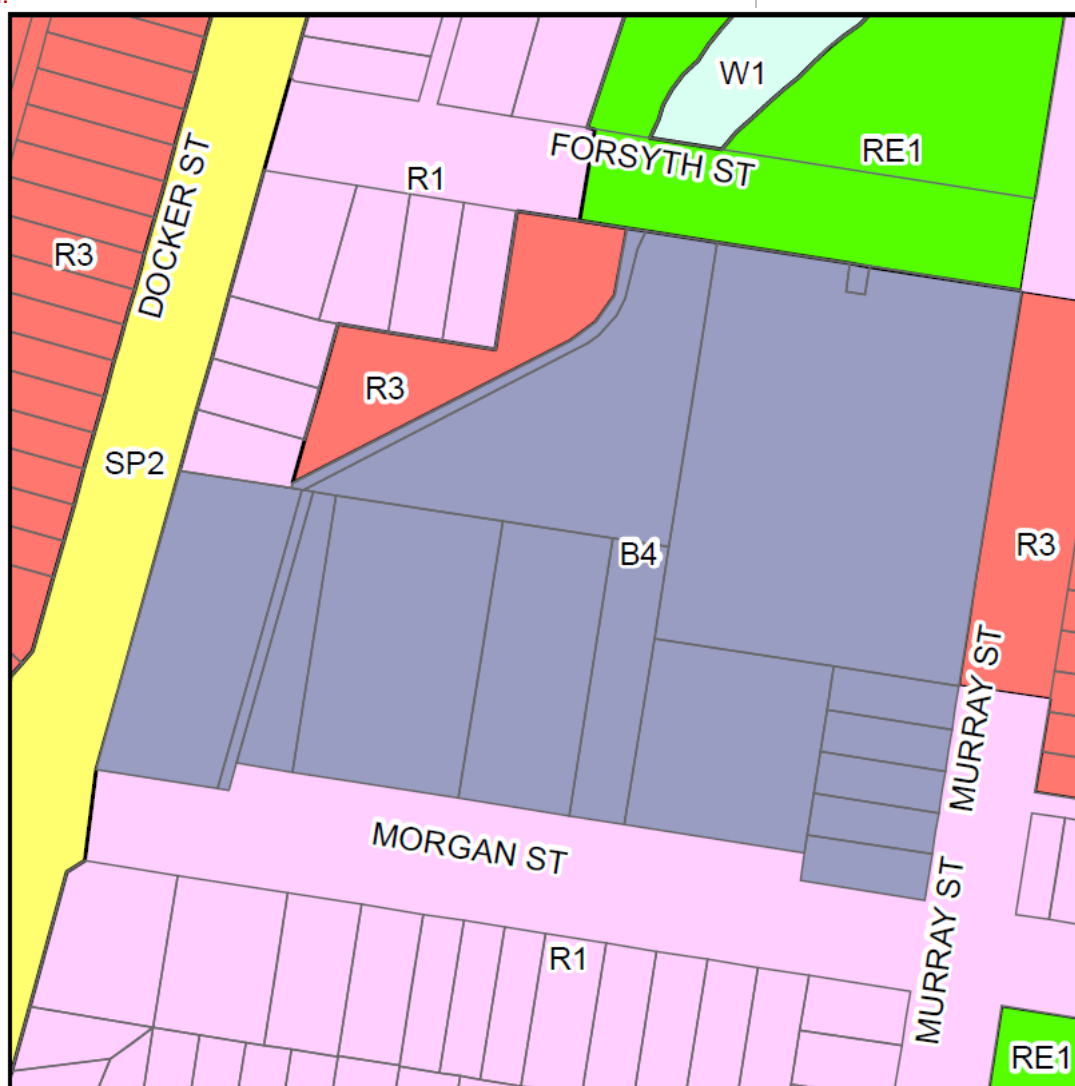 W1
FORSYTH ST
RE1
R1
DOCKER ST
R3
R3
SP2
B4
R3
MURRAY ST
MORGAN ST
MURRAY ST
R1
RE1